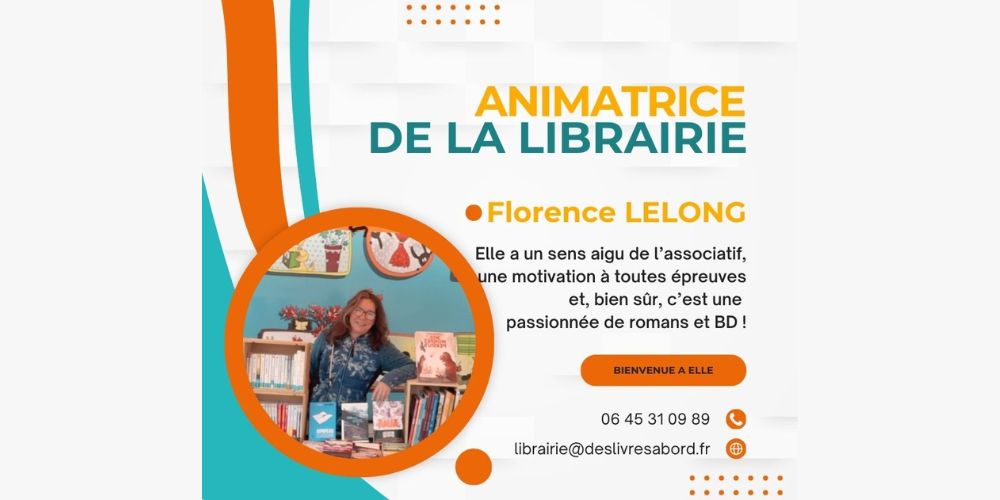 ANIMATRICE
DE LA LIBRAIRIE
Florence LELONG
Elle a un sens aigu de l’associatif,
une motivation à toutes épreuves
et, bien sûr, c’est une
passionnée de romans et BD !
BIENVENUE A ELLE
06 45 31 09 89
librairie@deslivresabord.fr